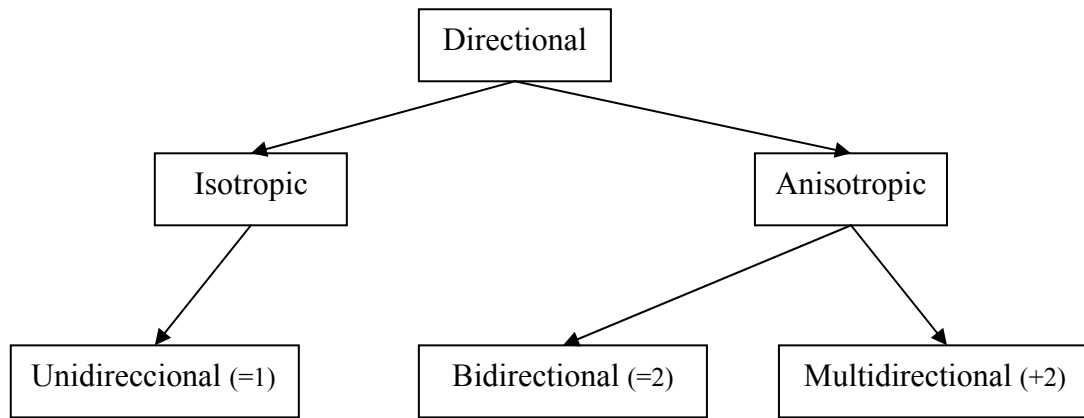 Directional
Isotropic
Anisotropic
Unidireccional (=1)
Bidirectional (=2)
Multidirectional (+2)